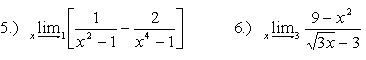 5.) lim x→1 [ 1/(x² − 1) − 2/(x⁴ − 1) ]    6.) lim x→3 (9 − x²)/(√(3x) − 3)